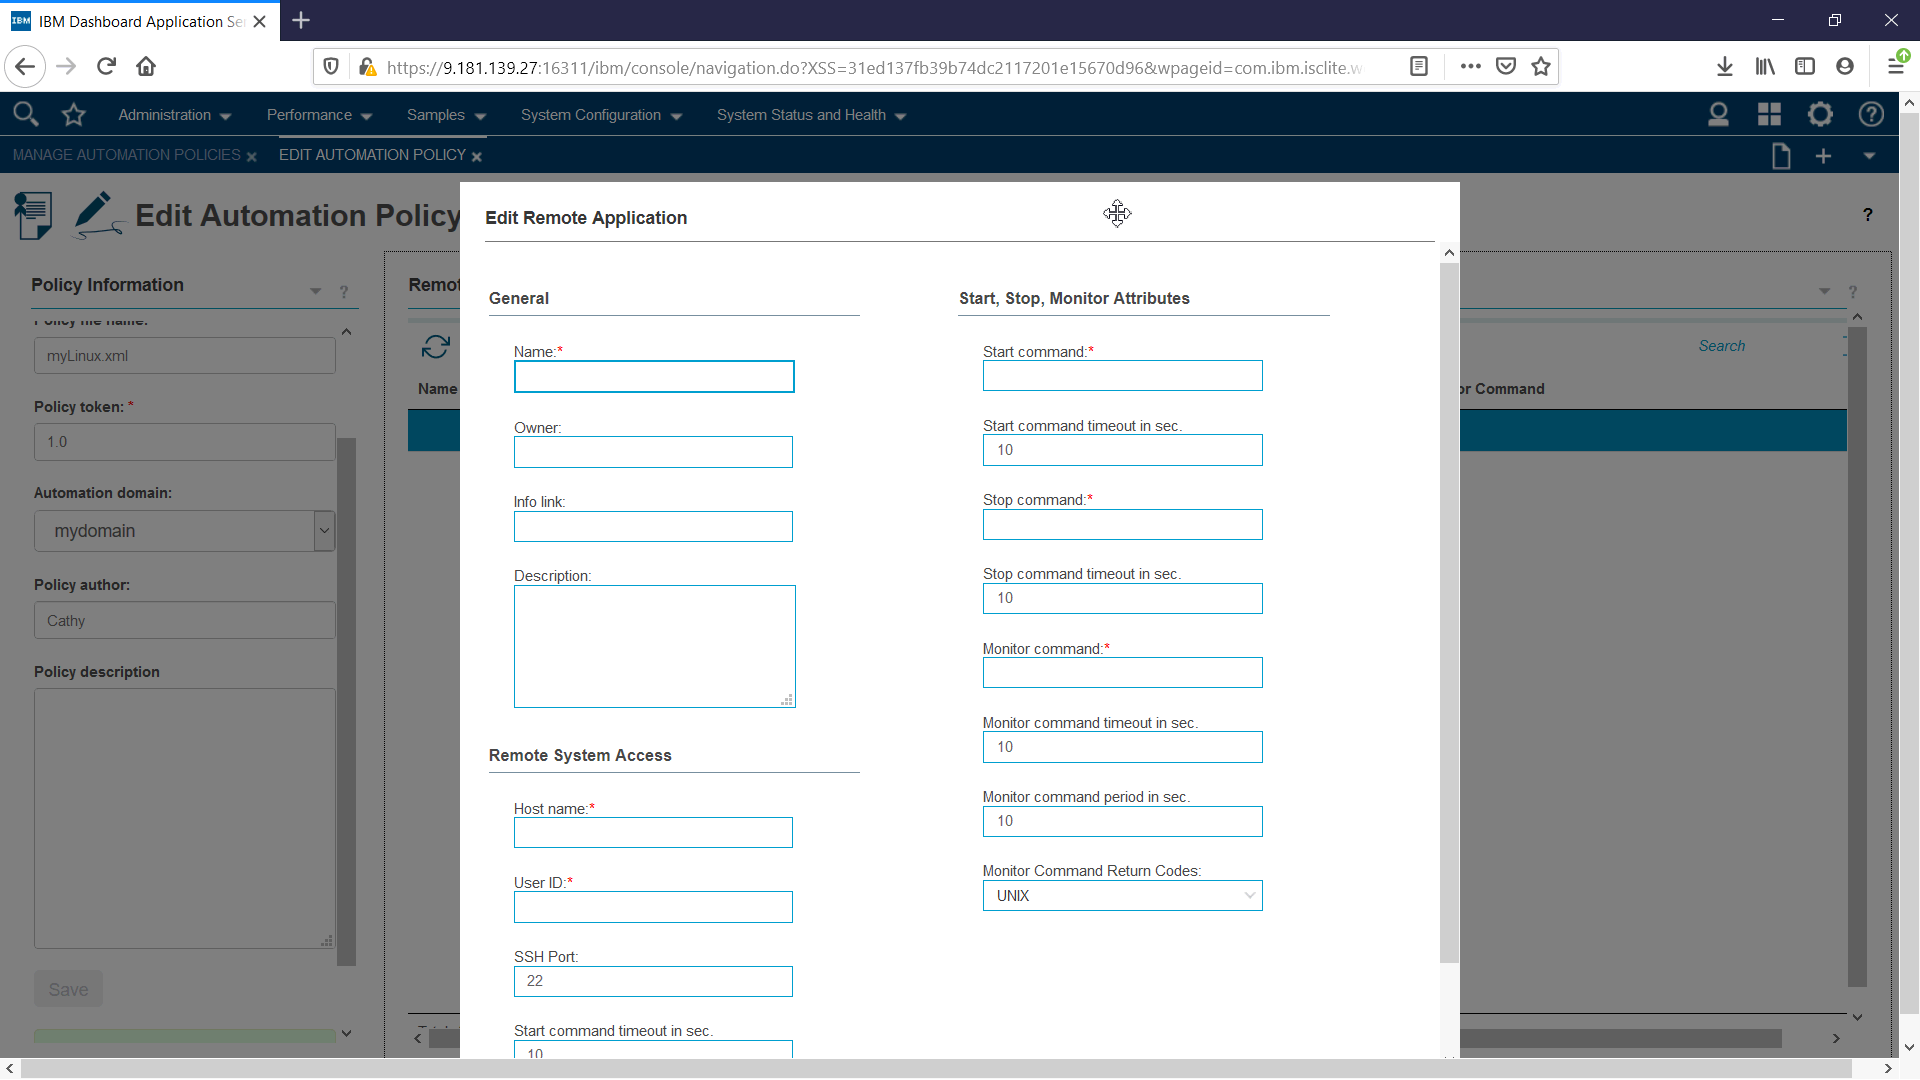 IBM Dashboard Application Se
https://9.181.139.27:16311/ibm/console/navigation.do?XSS=31ed137fb39b74dc2117201e15670d96&wpageid=com.ibm.isclite.w
Administration Performance Samples System Configuration System Status and Health
MANAGE AUTOMATION POLICIES EDIT AUTOMATION POLICY
Edit Automation Policy
?
Policy Information
?
Policy file name:
myLinux.xml
Policy token: *
1.0
Automation domain:
mydomain
Policy author:
Cathy
Policy description
Save
Remot
?
Search
Name
or Command
Edit Remote Application
General
Name:*
Owner:
Info link:
Description:
Remote System Access
Host name:*
User ID:*
SSH Port:
22
Start command timeout in sec.
10
Start, Stop, Monitor Attributes
Start command:*
Start command timeout in sec.
10
Stop command:*
Stop command timeout in sec.
10
Monitor command:*
Monitor command timeout in sec.
10
Monitor command period in sec.
10
Monitor Command Return Codes:
UNIX